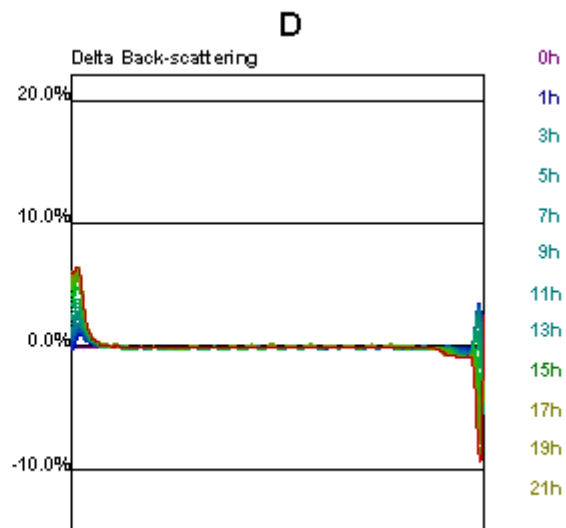 D
Delta Back-scattering
20.0%
10.0%
0.0%
-10.0%
0h
1h
3h
5h
7h
9h
11h
13h
15h
17h
19h
21h